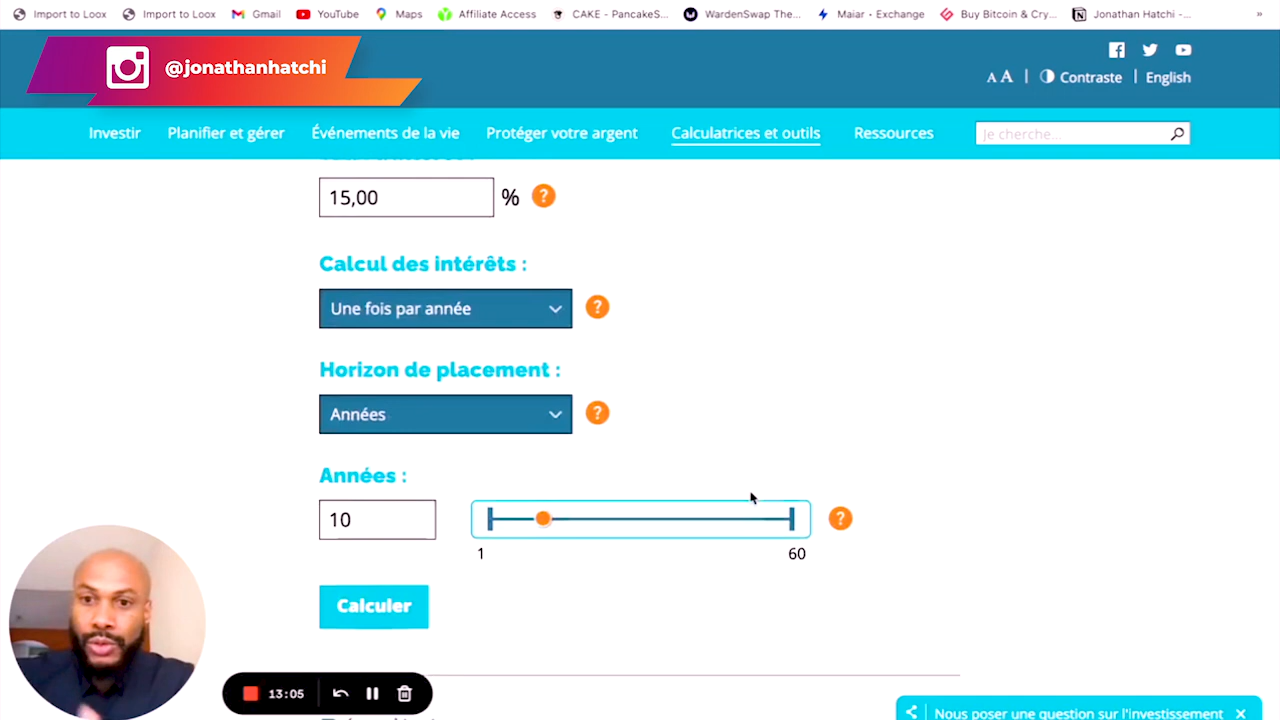 Import to Loox Import to Loox Gmail YouTube Maps Affiliate Access CAKE - PancakeS... WardenSwap The... Maiar • Exchange Buy Bitcoin & Cry... Jonathan Hatchi -... »
@jonathanhatchi
A A | Contraste | English
Investir Planifier et gérer Événements de la vie Protéger votre argent Calculatrices et outils Ressources Je cherche...
15,00 % ?
Calcul des intérêts :
Une fois par année ?
Horizon de placement :
Années ?
Années :
10 ?
1 60
Calculer
13:05
Nous poser une question sur l'investissement